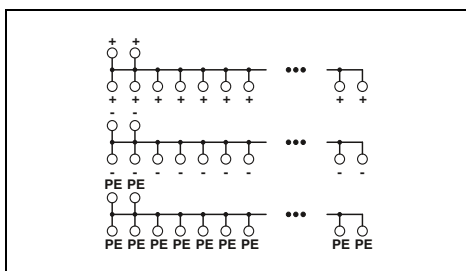 + +
+ + + + + + + + +
- -
- - - - - - - - -
PE PE
PE PE PE PE PE PE PE PE PE